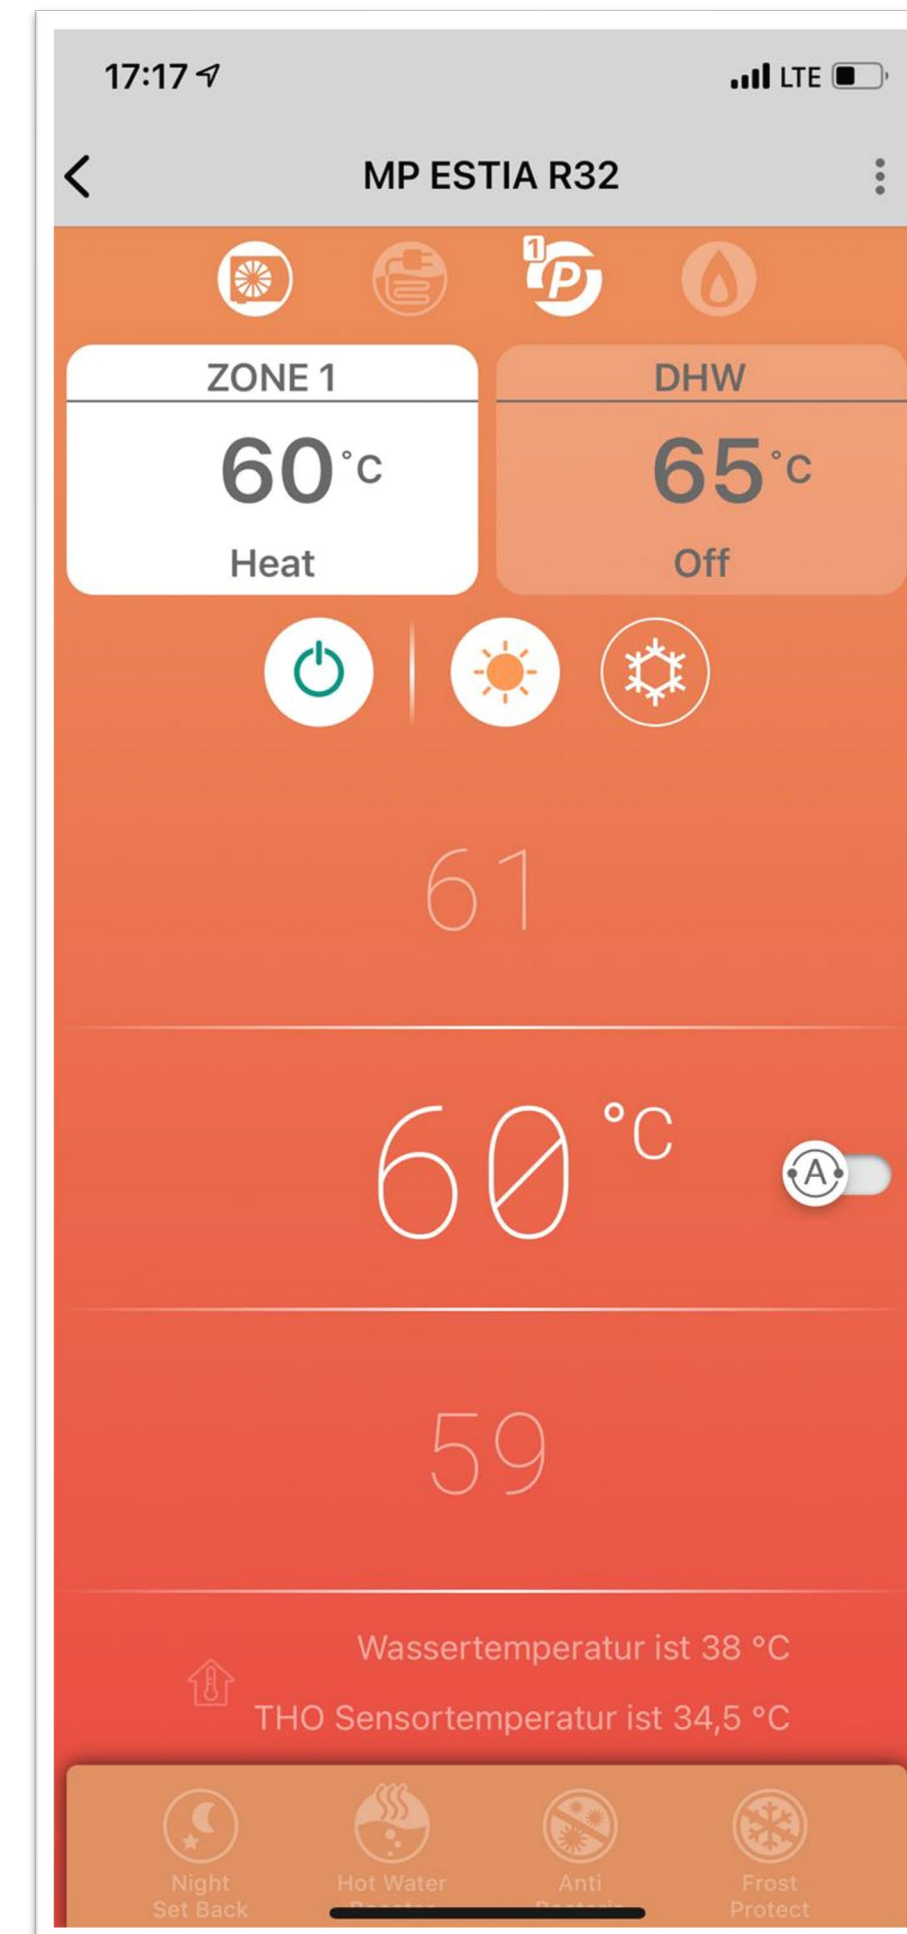 17:17
LTE
MP ESTIA R32
1
P
ZONE 1
DHW
60 °C
65 °C
Heat
Off
61
60 °C
A
59
Wassertemperatur ist 38 °C
THO Sensortemperatur ist 34,5 °C
Night
Set Back
Hot Water
Anti
Frost
Protect